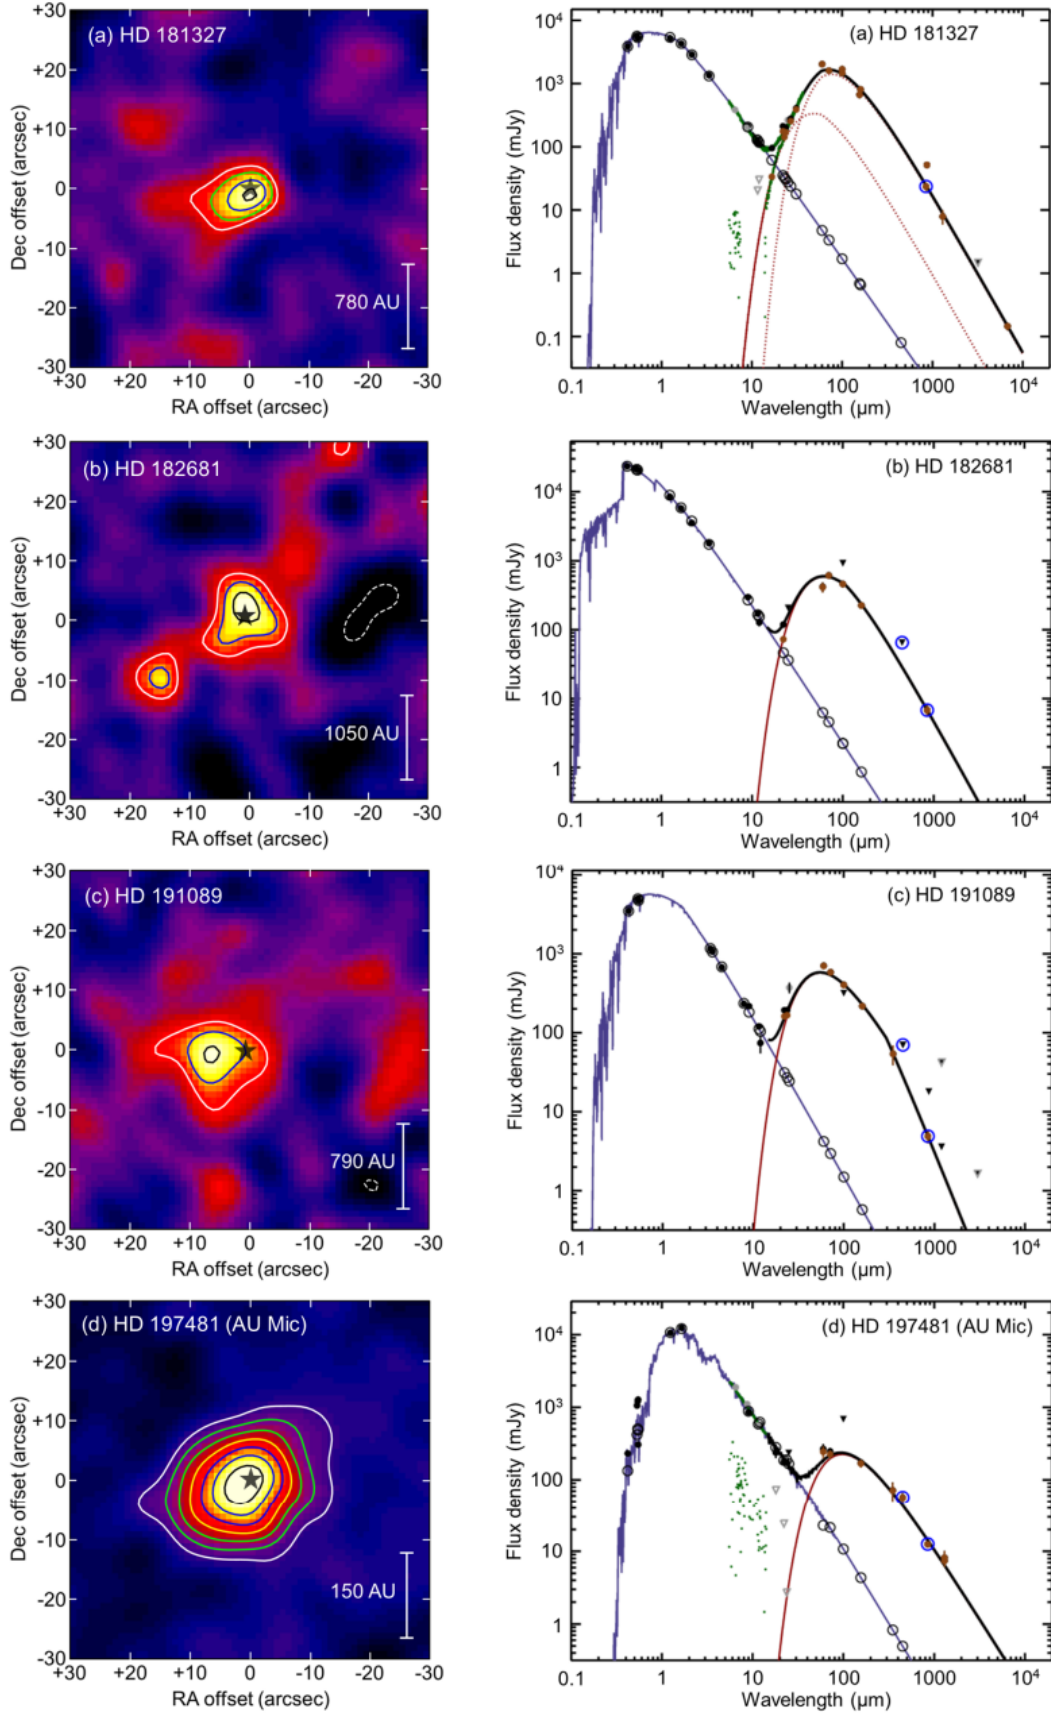 (a) HD 181327
+30
+20
+10
0
-10
-20
-30
Dec offset (arcsec)
780 AU
+30 +20 +10 0 -10 -20 -30
RA offset (arcsec)
(a) HD 181327
10⁴
10³
100
10
1
0.1
Flux density (mJy)
0.1 1 10 100 1000 10⁴
Wavelength (µm)
(b) HD 182681
+30
+20
+10
0
-10
-20
-30
Dec offset (arcsec)
1050 AU
+30 +20 +10 0 -10 -20 -30
RA offset (arcsec)
(b) HD 182681
10⁴
10³
100
10
1
Flux density (mJy)
0.1 1 10 100 1000 10⁴
Wavelength (µm)
(c) HD 191089
+30
+20
+10
0
-10
-20
-30
Dec offset (arcsec)
790 AU
+30 +20 +10 0 -10 -20 -30
RA offset (arcsec)
(c) HD 191089
10⁴
10³
100
10
1
Flux density (mJy)
0.1 1 10 100 1000 10⁴
Wavelength (µm)
(d) HD 197481 (AU Mic)
+30
+20
+10
0
-10
-20
-30
Dec offset (arcsec)
150 AU
+30 +20 +10 0 -10 -20 -30
RA offset (arcsec)
(d) HD 197481 (AU Mic)
10⁴
10³
100
10
1
Flux density (mJy)
0.1 1 10 100 1000 10⁴
Wavelength (µm)